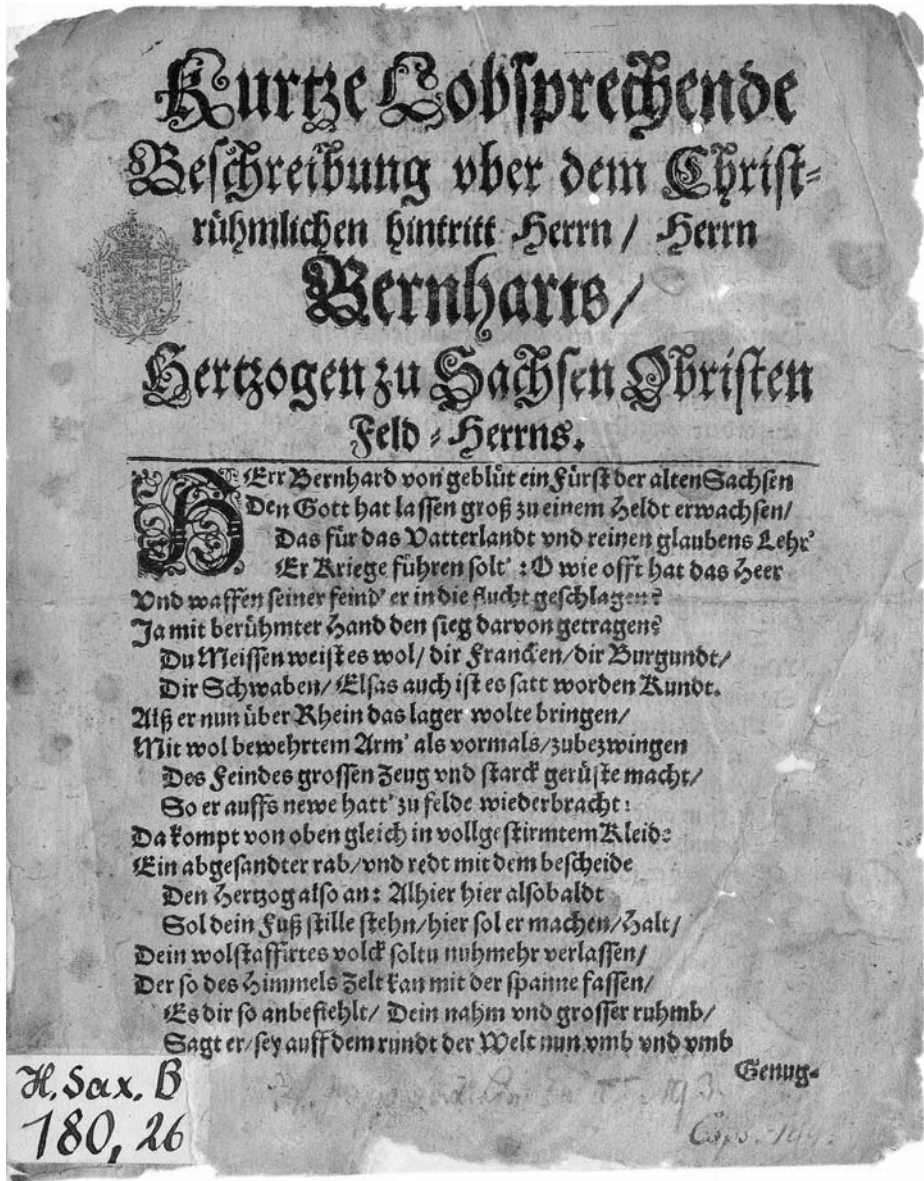 Kurtze Lobsprechende
Beschreibung vber dem Christ-
rühmlichen hintritt Herrn / Herrn
Bernharts /
Hertzogen zu Sachsen Obristen
Feld-Herrns.
HErr Bernhard von geblüt ein Fürst der alten Sachsen
Den Gott hat lassen groß zu einem Heldt erwachsen /
Das für das Vatterlandt vnd reinen glaubens Lehr'
Er Kriege führen solt' : O wie offt hat das Heer
Vnd waffen seiner feind' er in die flucht geschlagen?
Ja mit berühmter Hand den sieg darvon getragen?
Du Meissen weist es wol / dir Francken / dir Burgundt /
Dir Schwaben / Elsas auch ist es satt worden Kundt.
Alß er nun über Rhein das lager wolte bringen /
Mit wol bewehrtem Arm' als vormals / zubezwingen
Des Feindes grossen Zeug vnd starck gerüste macht /
So er auffs newe hatt' zu felde wiederbracht:
Da kompt von oben gleich in voll gestirmtem Kleide
Ein abgesandter rab / vnd redt mit dem bescheide
Den Hertzog also an: Alhier hier alsobaldt
Sol dein Fuß stille stehn / hier sol er machen / Halt /
Dein wolstaffirtes volck soltu nuhmehr verlassen /
Der so des Himmels Zelt kan mit der spanne fassen /
Es dir so anbefiehlt / Dein nahm vnd grosser ruhmb /
Sagt er / sey auff dem rundt der Welt nun vmb vnd vmb
Genug-
H. Sax. B
180, 26